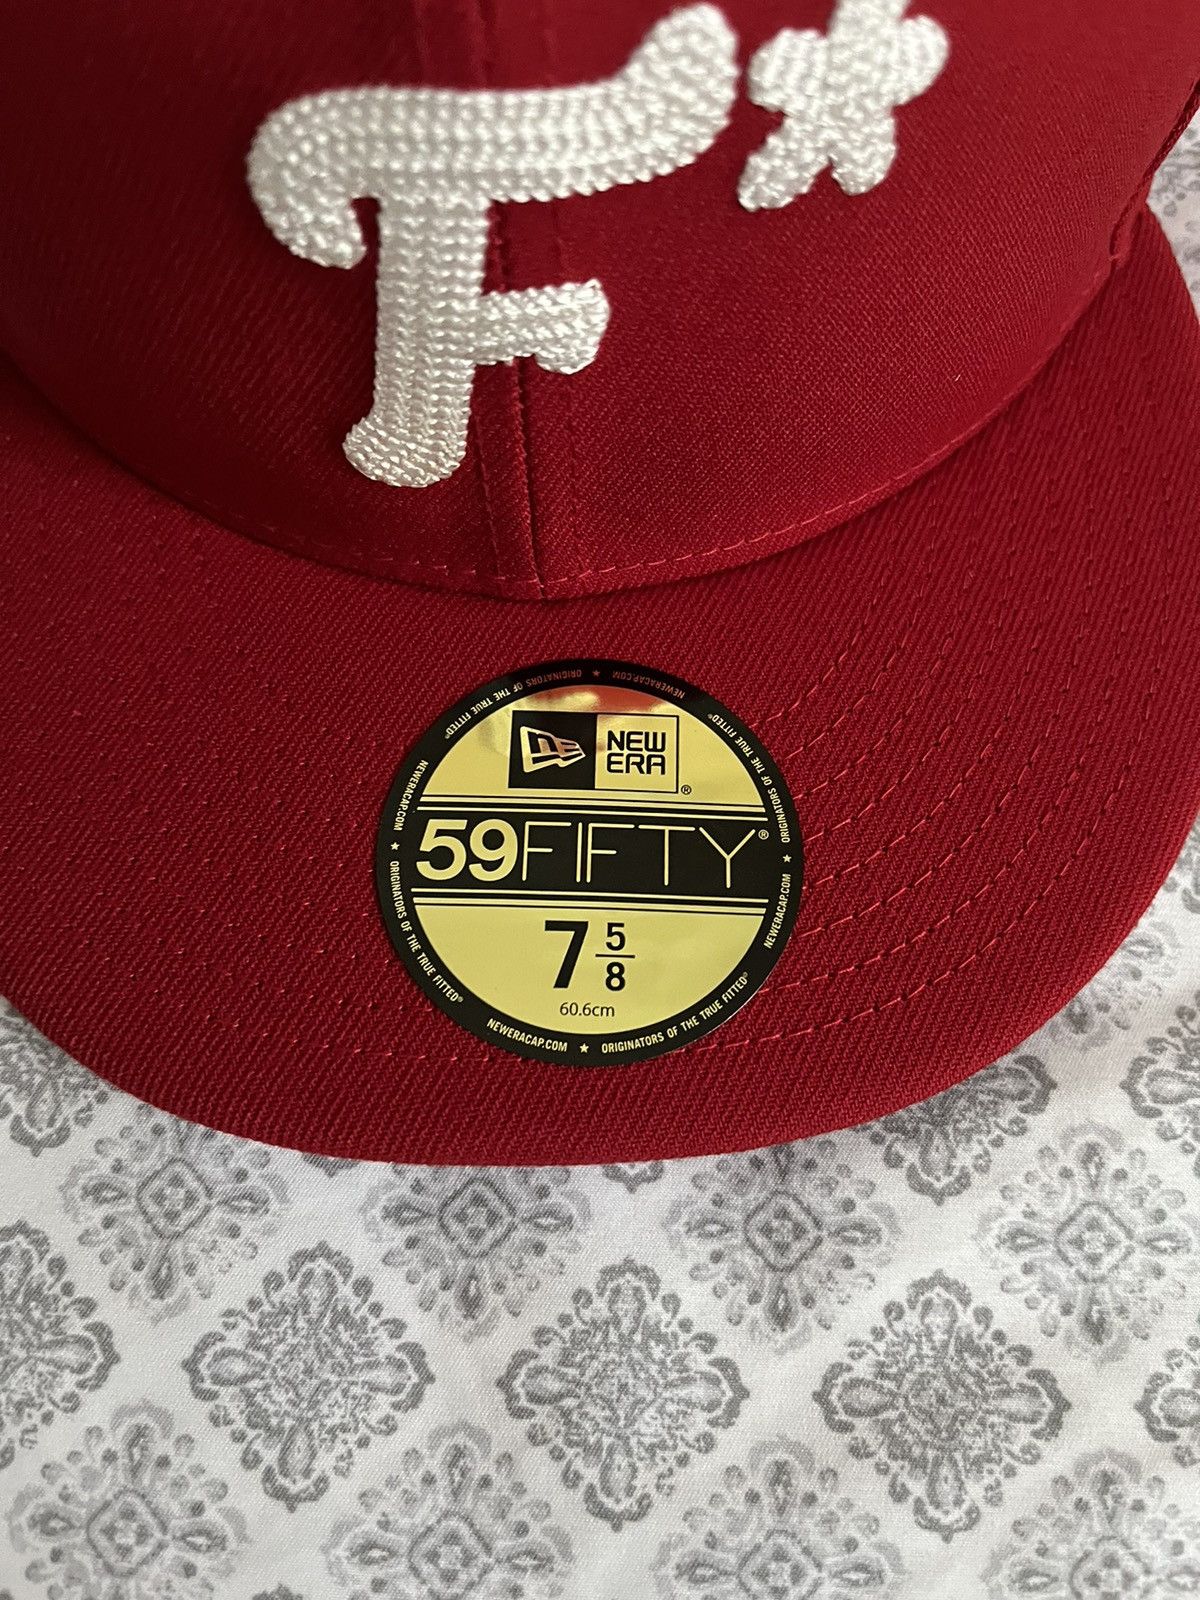 F*
NEW
ERA®
59FIFTY®
7 5/8
60.6cm
NEWERACAP.COM ★ ORIGINATORS OF THE TRUE FITTED®
NEWERACAP.COM ★ ORIGINATORS OF THE TRUE FITTED®
NEWERACAP.COM ★ ORIGINATORS OF THE TRUE FITTED®
NEWERACAP.COM ★ ORIGINATORS OF THE TRUE FITTED®